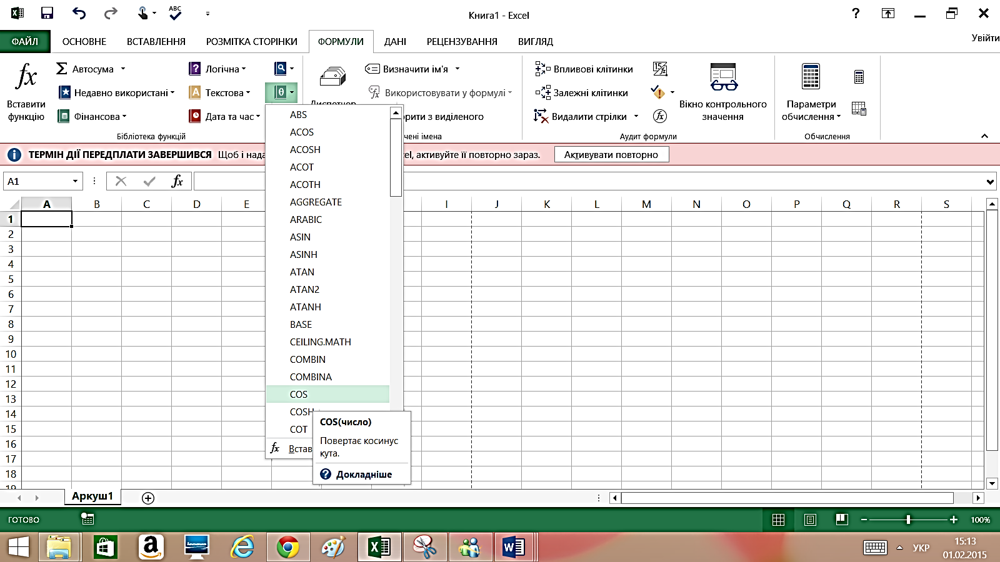 ABC
Книга1 - Excel
?
ФАЙЛ ОСНОВНЕ ВСТАВЛЕННЯ РОЗМІТКА СТОРІНКИ ФОРМУЛИ ДАНІ РЕЦЕНЗУВАННЯ ВИГЛЯД Увійти
fx Вставити функцію
Автосума
Недавно використані
Фінансова
Логічна
Текстова
Дата та час
Бібліотека функцій
Визначити ім'я
Використовувати у формулі
орити з виділеного
чені імена
Впливові клітинки
Залежні клітинки
Видалити стрілки
Вікно контрольного
значення
Аудит формули
Параметри
обчислення
Обчислення
ТЕРМІН ДІЇ ПЕРЕДПЛАТИ ЗАВЕРШИВСЯ Щоб і нада
el, активуйте її повторно зараз. Активувати повторно
A1 fx
A B C D E I J K L M N O P Q R S
1
2
3
4
5
6
7
8
9
10
11
12
13
14
15
16
17
18
19
ABS
ACOS
ACOSH
ACOT
ACOTH
AGGREGATE
ARABIC
ASIN
ASINH
ATAN
ATAN2
ATANH
BASE
CEILING.MATH
COMBIN
COMBINA
COS
COSH
COT
fx Встав
COS(число)
Повертає косинус
кута.
Докладніше
Аркуш1
ГОТОВО 100%
УКР 15:13
01.02.2015